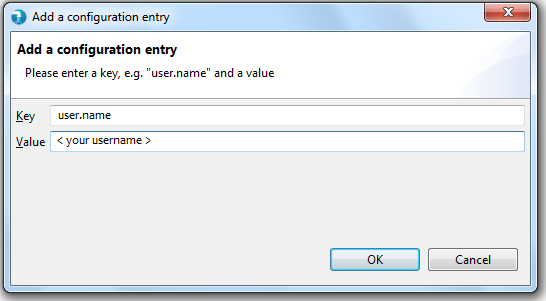 Add a configuration entry
Add a configuration entry
Please enter a key, e.g. "user.name" and a value
Key user.name
Value < your username >
OK Cancel